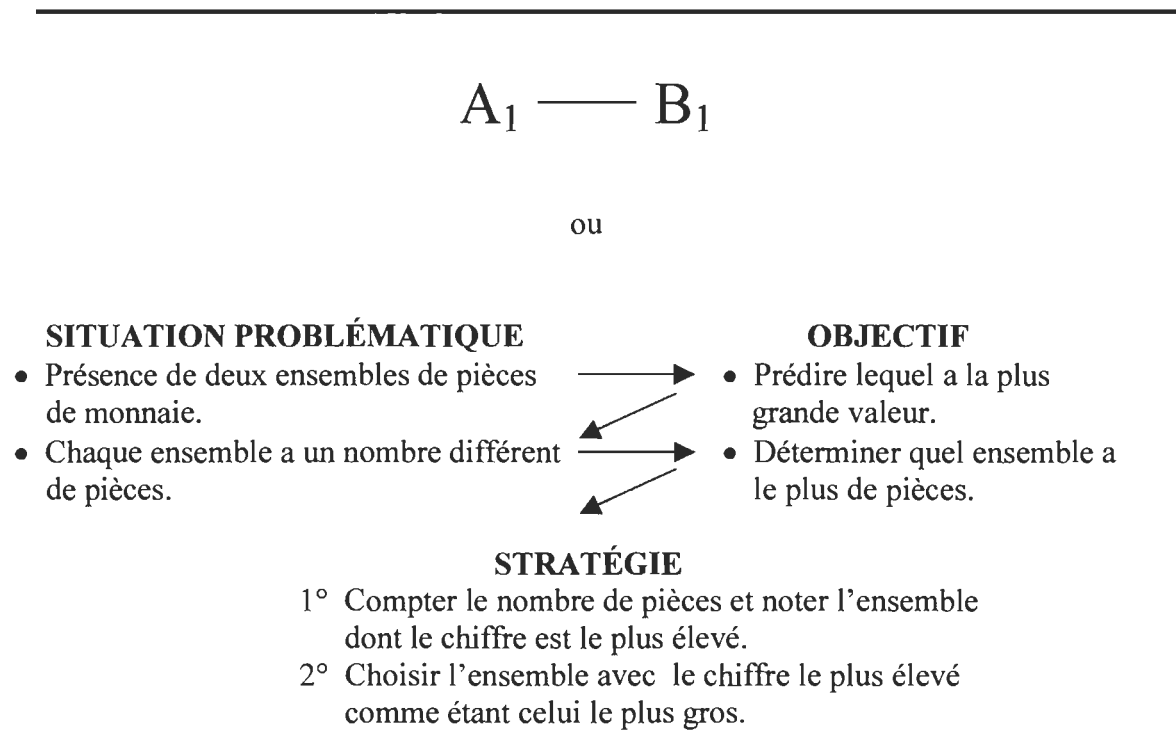 A₁ — B₁
ou
SITUATION PROBLÉMATIQUE
• Présence de deux ensembles de pièces
de monnaie.
• Chaque ensemble a un nombre différent
de pièces.
OBJECTIF
• Prédire lequel a la plus
grande valeur.
• Déterminer quel ensemble a
le plus de pièces.
STRATÉGIE
1° Compter le nombre de pièces et noter l'ensemble
dont le chiffre est le plus élevé.
2° Choisir l'ensemble avec le chiffre le plus élevé
comme étant celui le plus gros.